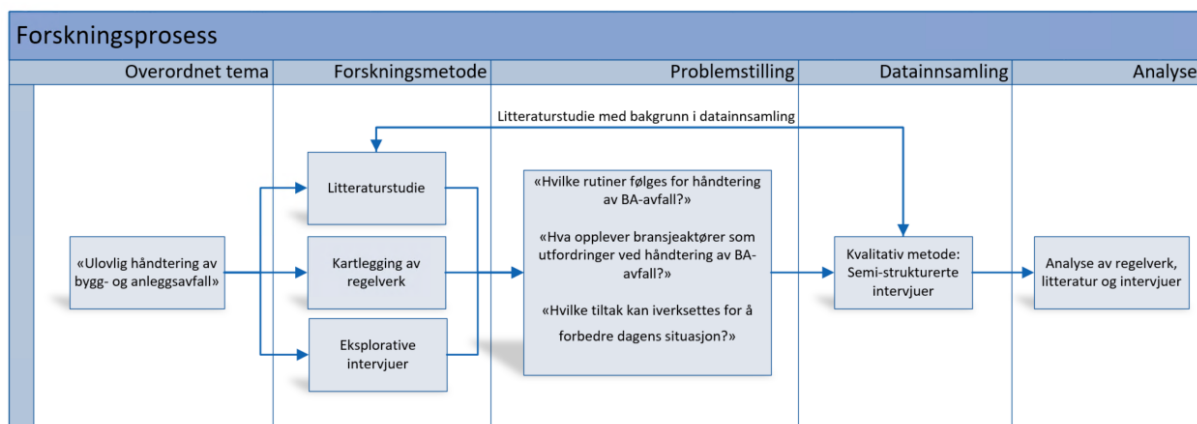 Forskningsprosess
Overordnet tema
Forskningsmetode
Problemstilling
Datainnsamling
Analyse
Litteraturstudie med bakgrunn i datainnsamling
«Ulovlig håndtering av
bygg- og anleggsavfall»
Litteraturstudie
Kartlegging av
regelverk
Eksplorative
intervjuer
«Hvilke rutiner følges for håndtering
av BA-avfall?»
«Hva opplever bransjeaktører som
utfordringer ved håndtering av BA-
avfall?»
«Hvilke tiltak kan iverksettes for å
forbedre dagens situasjon?»
Kvalitativ metode:
Semi-strukturerte
intervjuer
Analyse av regelverk,
litteratur og intervjuer